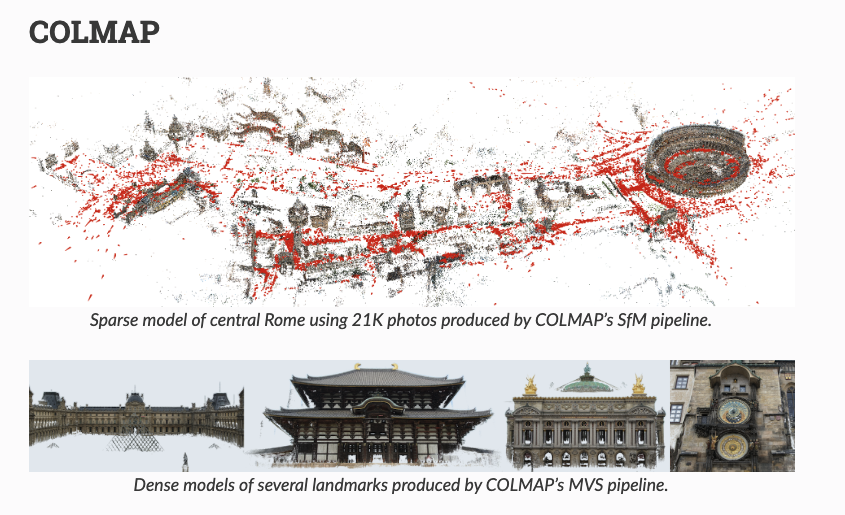 COLMAP
Sparse model of central Rome using 21K photos produced by COLMAP’s SfM pipeline.
Dense models of several landmarks produced by COLMAP’s MVS pipeline.